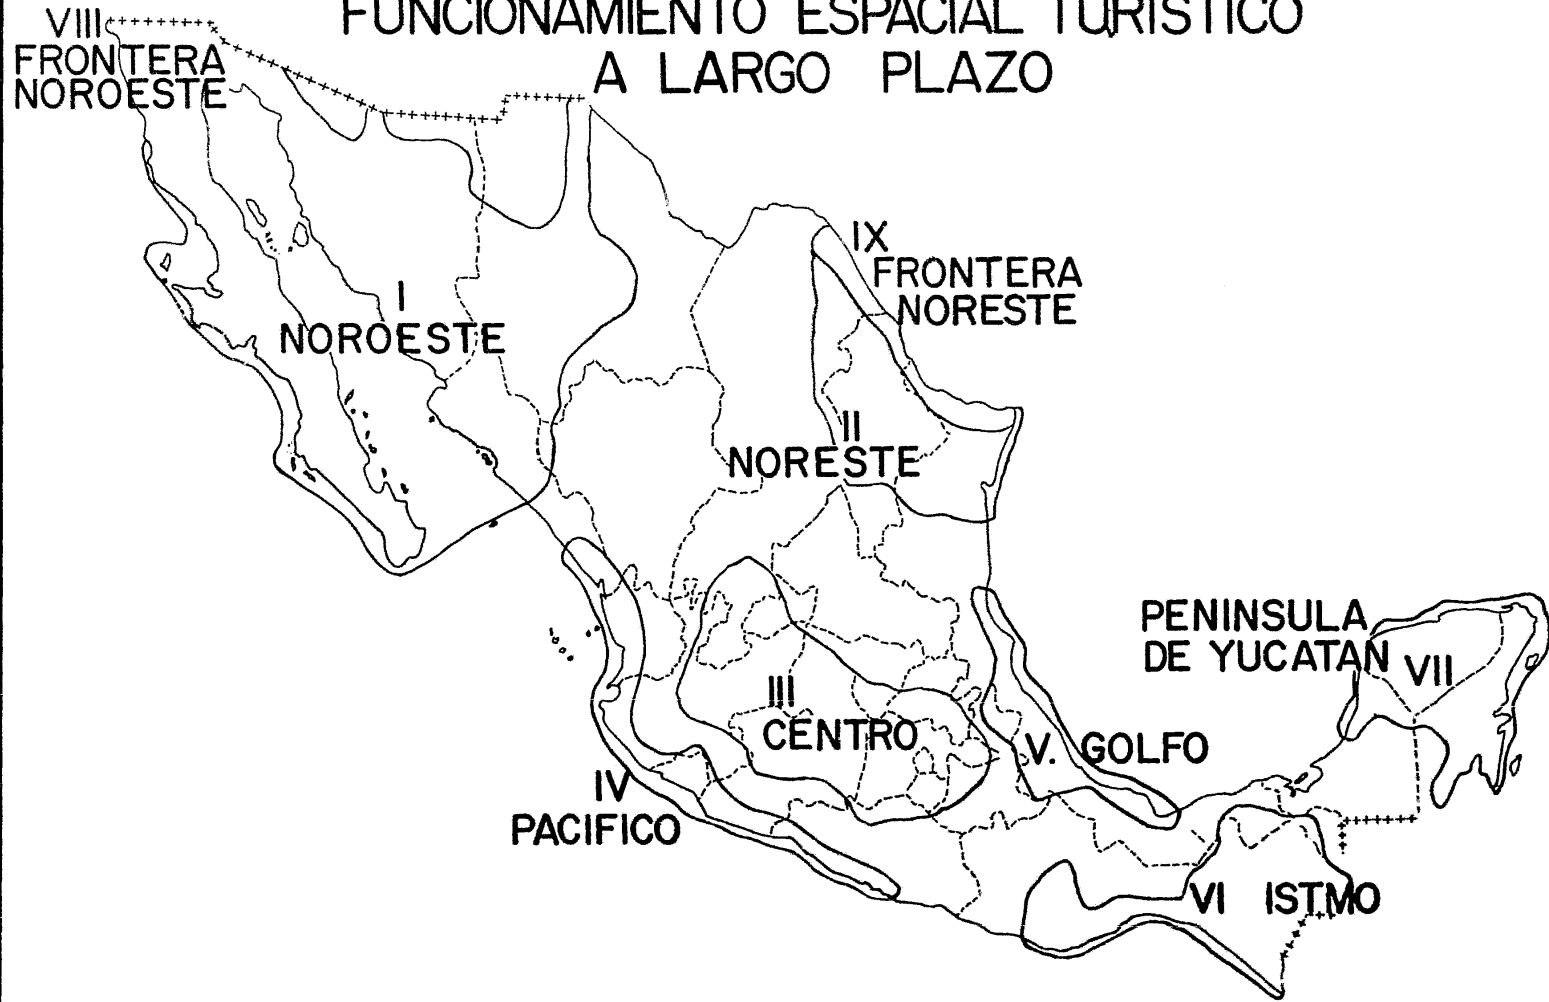 FUNCIONAMIENTO ESPACIAL TURISTICO
A LARGO PLAZO
VIII
FRONTERA
NOROESTE
I
NOROESTE
IX
FRONTERA
NORESTE
II
NORESTE
III
CENTRO
IV
PACIFICO
V. GOLFO
PENINSULA
DE YUCATAN VII
VI ISTMO